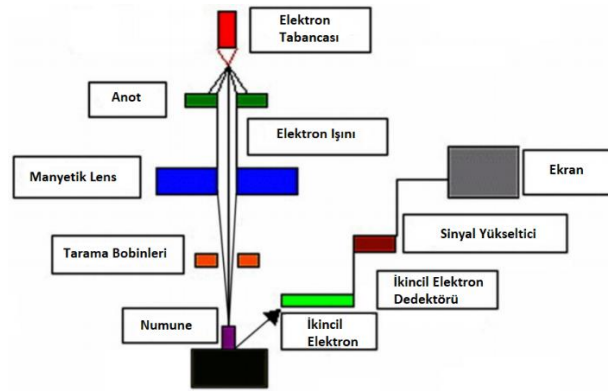 Elektron
Tabancası
Anot
Elektron Işını
Manyetik Lens
Ekran
Sinyal Yükseltici
Tarama Bobinleri
İkincil Elektron
Dedektörü
Numune
İkincil
Elektron